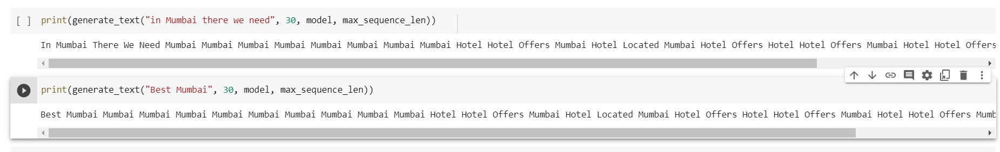 [ ] print(generate_text("in Mumbai there we need", 30, model, max_sequence_len))
In Mumbai There We Need Mumbai Mumbai Mumbai Mumbai Mumbai Mumbai Mumbai Mumbai Hotel Hotel Offers Mumbai Hotel Located Mumbai Hotel Offers Hotel Hotel Offers Mumbai Hotel Hotel Offers
print(generate_text("Best Mumbai", 30, model, max_sequence_len))
Best Mumbai Mumbai Mumbai Mumbai Mumbai Mumbai Mumbai Mumbai Mumbai Mumbai Hotel Hotel Offers Mumbai Hotel Located Mumbai Hotel Offers Hotel Hotel Offers Mumbai Hotel Hotel Offers Mumb